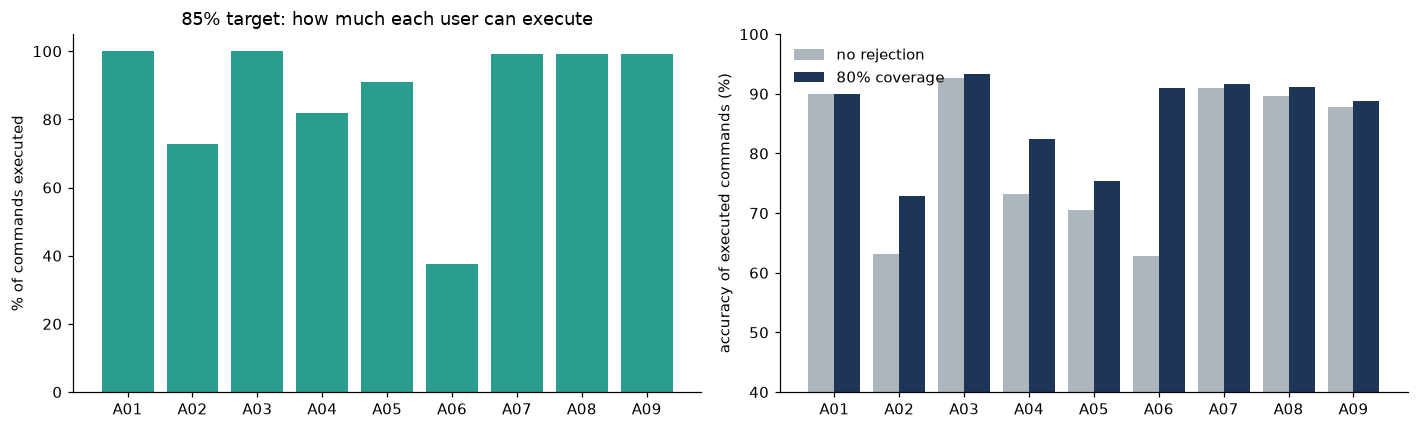 85% target: how much each user can execute
% of commands executed
100
80
60
40
20
0
A01 A02 A03 A04 A05 A06 A07 A08 A09
accuracy of executed commands (%)
100
90
80
70
60
50
40
no rejection
80% coverage
A01 A02 A03 A04 A05 A06 A07 A08 A09